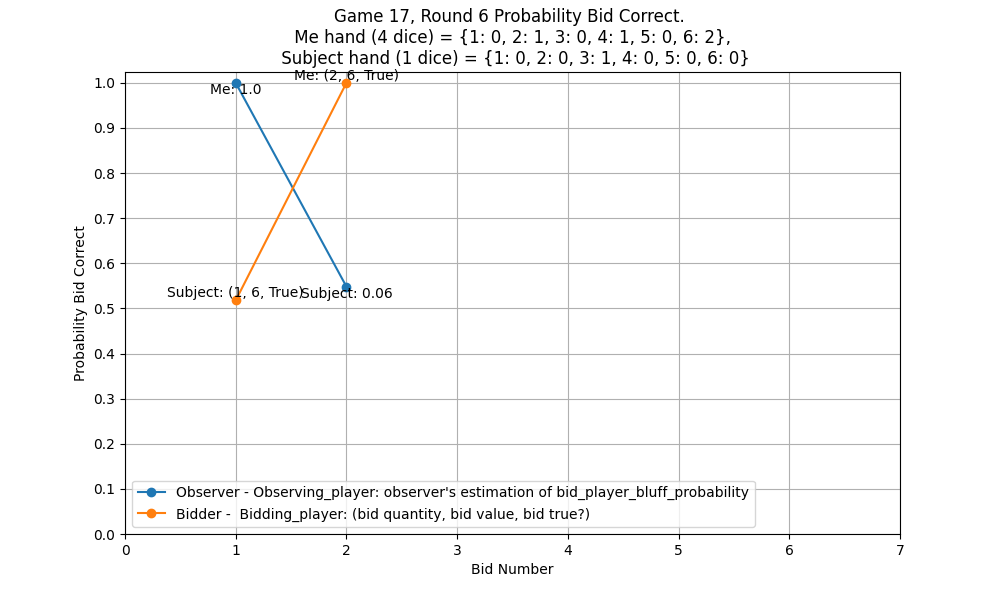 Game 17, Round 6 Probability Bid Correct.
Me hand (4 dice) = {1: 0, 2: 1, 3: 0, 4: 1, 5: 0, 6: 2},
Subject hand (1 dice) = {1: 0, 2: 0, 3: 1, 4: 0, 5: 0, 6: 0}
Me: (2, 6, True)
Me: 1.0
Subject: (1, 6, True)
Subject: 0.06
Probability Bid Correct
1.0
0.9
0.8
0.7
0.6
0.5
0.4
0.3
0.2
0.1
0.0
Observer - Observing_player: observer's estimation of bid_player_bluff_probability
Bidder -  Bidding_player: (bid quantity, bid value, bid true?)
0 1 2 3 4 5 6 7
Bid Number